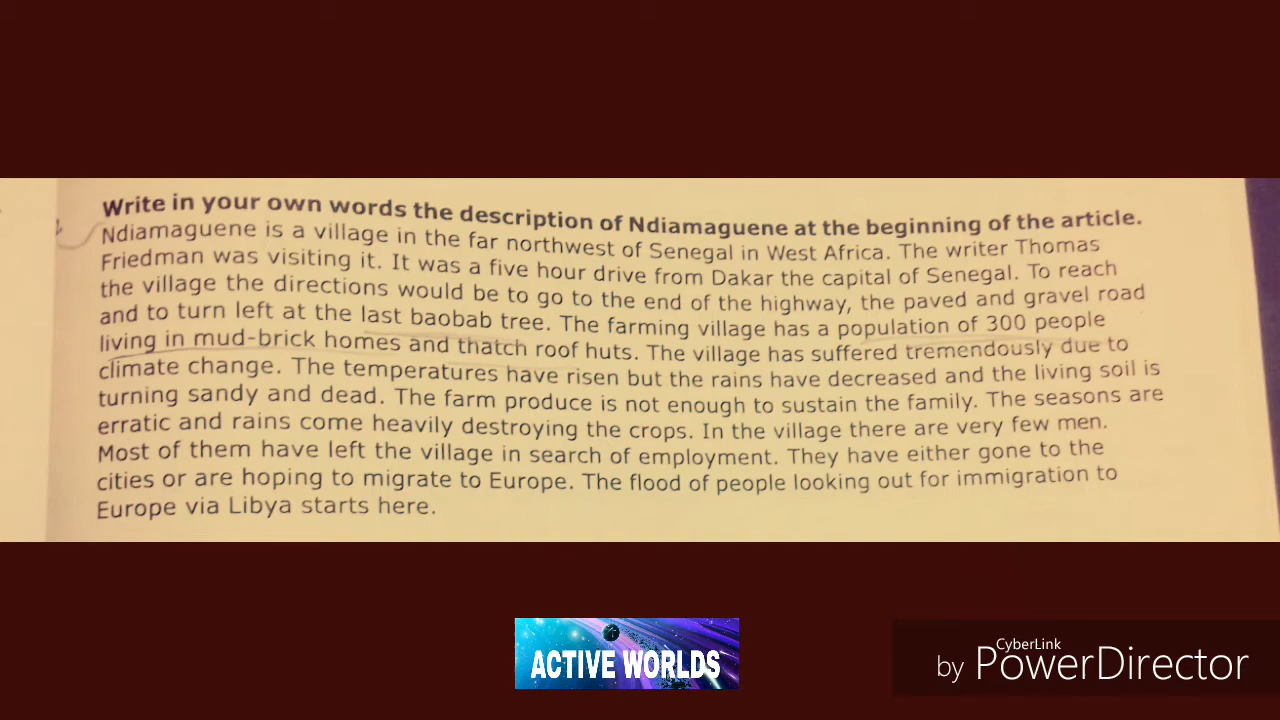 Write in your own words the description of Ndiamaguene at the beginning of the article.
Ndiamaguene is a village in the far northwest of Senegal in West Africa. The writer Thomas
Friedman was visiting it. It was a five hour drive from Dakar the capital of Senegal. To reach
the village the directions would be to go to the end of the highway, the paved and gravel road
and to turn left at the last baobab tree. The farming village has a population of 300 people
living in mud-brick homes and thatch roof huts. The village has suffered tremendously due to
climate change. The temperatures have risen but the rains have decreased and the living soil is
turning sandy and dead. The farm produce is not enough to sustain the family. The seasons are
erratic and rains come heavily destroying the crops. In the village there are very few men.
Most of them have left the village in search of employment. They have either gone to the
cities or are hoping to migrate to Europe. The flood of people looking out for immigration to
Europe via Libya starts here.
ACTIVE WORLDS
CyberLink
by PowerDirector